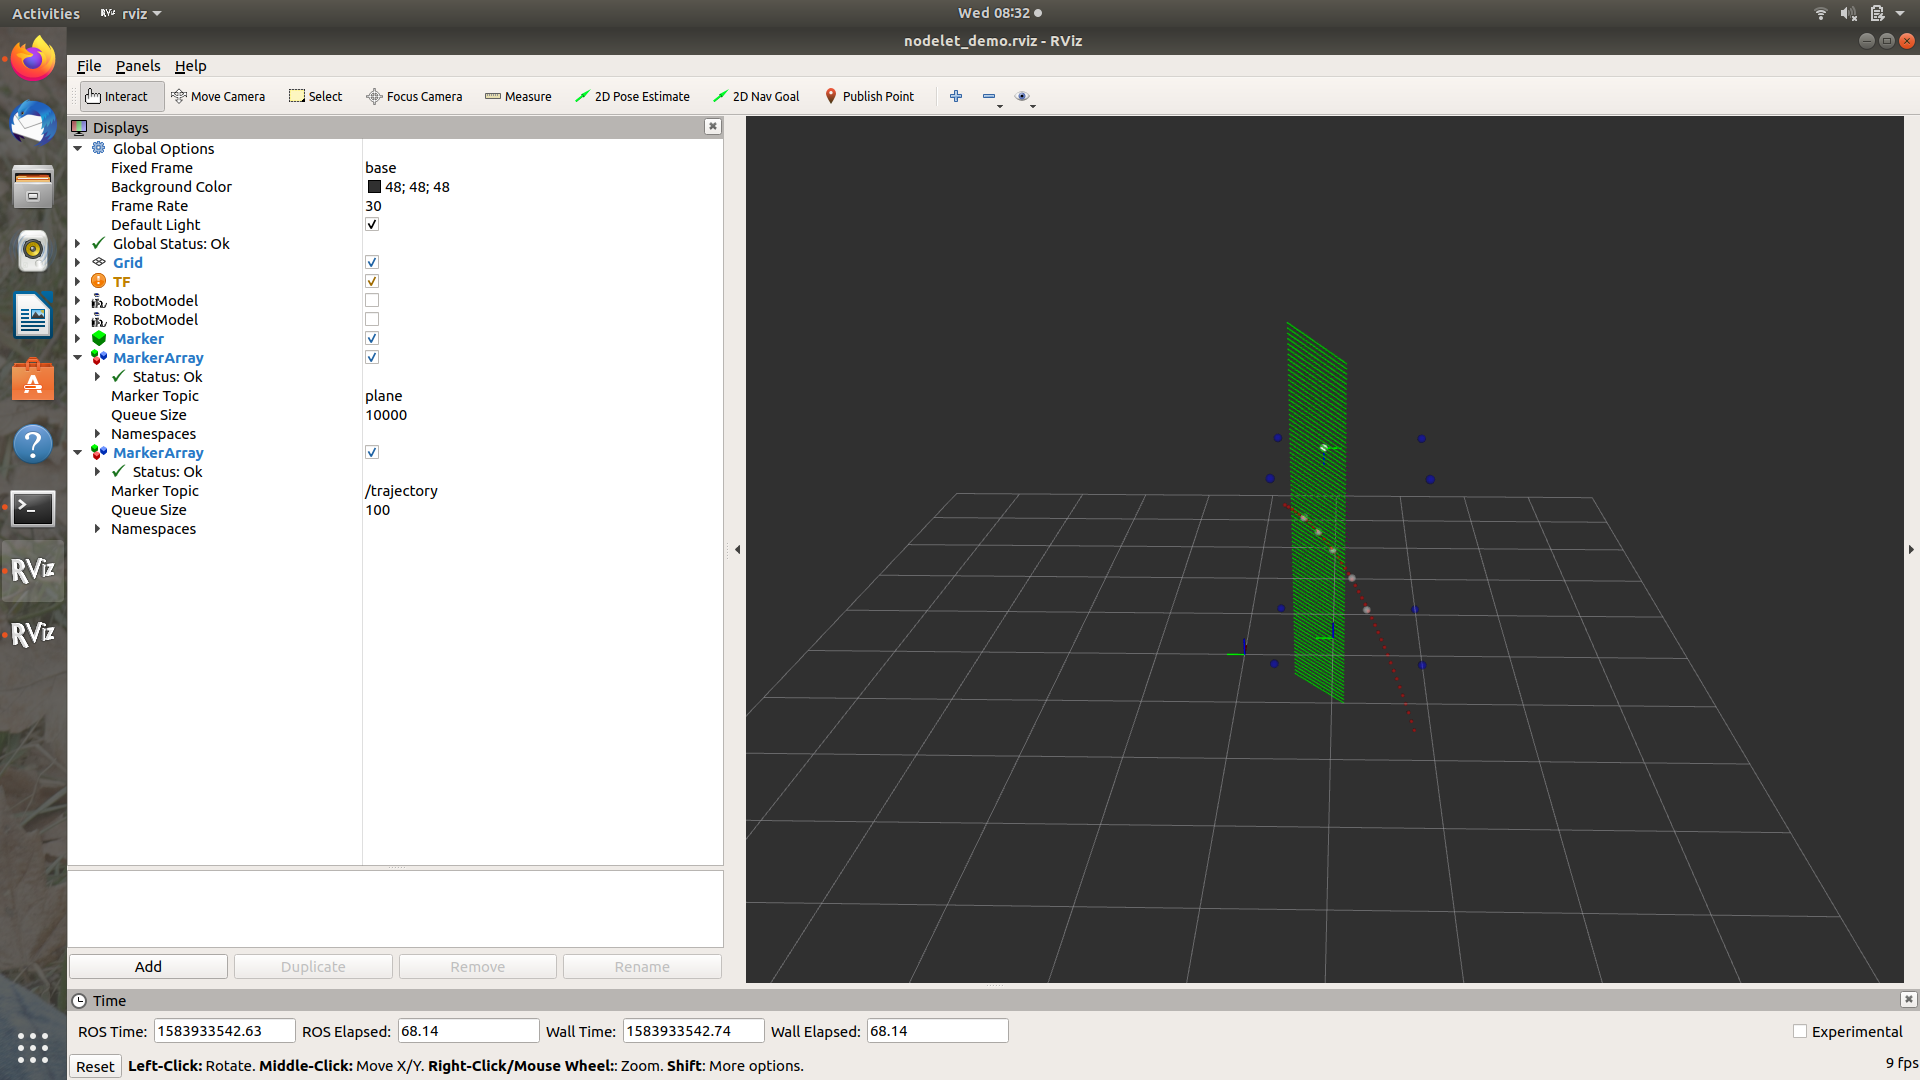 Activities
rviz
Wed 08:32
nodelet_demo.rviz - RViz
File Panels Help
Interact Move Camera Select Focus Camera Measure 2D Pose Estimate 2D Nav Goal Publish Point
Displays
Global Options
Fixed Frame base
Background Color 48; 48; 48
Frame Rate 30
Default Light
Global Status: Ok
Grid
TF
RobotModel
RobotModel
Marker
MarkerArray
Status: Ok
Marker Topic plane
Queue Size 10000
Namespaces
MarkerArray
Status: Ok
Marker Topic /trajectory
Queue Size 100
Namespaces
RViz
RViz
Add Duplicate Remove Rename
Time
ROS Time: 1583933542.63 ROS Elapsed: 68.14 Wall Time: 1583933542.74 Wall Elapsed: 68.14 Experimental
Reset Left-Click: Rotate. Middle-Click: Move X/Y. Right-Click/Mouse Wheel:: Zoom. Shift: More options. 9 fps